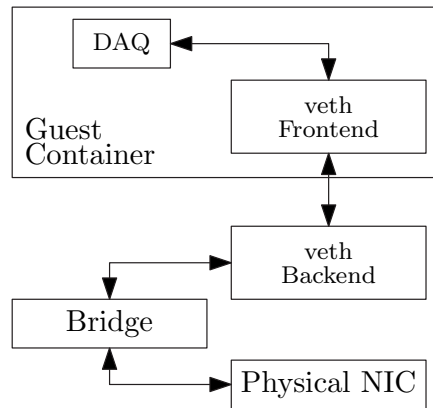 DAQ
veth
Frontend
Guest
Container
veth
Backend
Bridge
Physical NIC